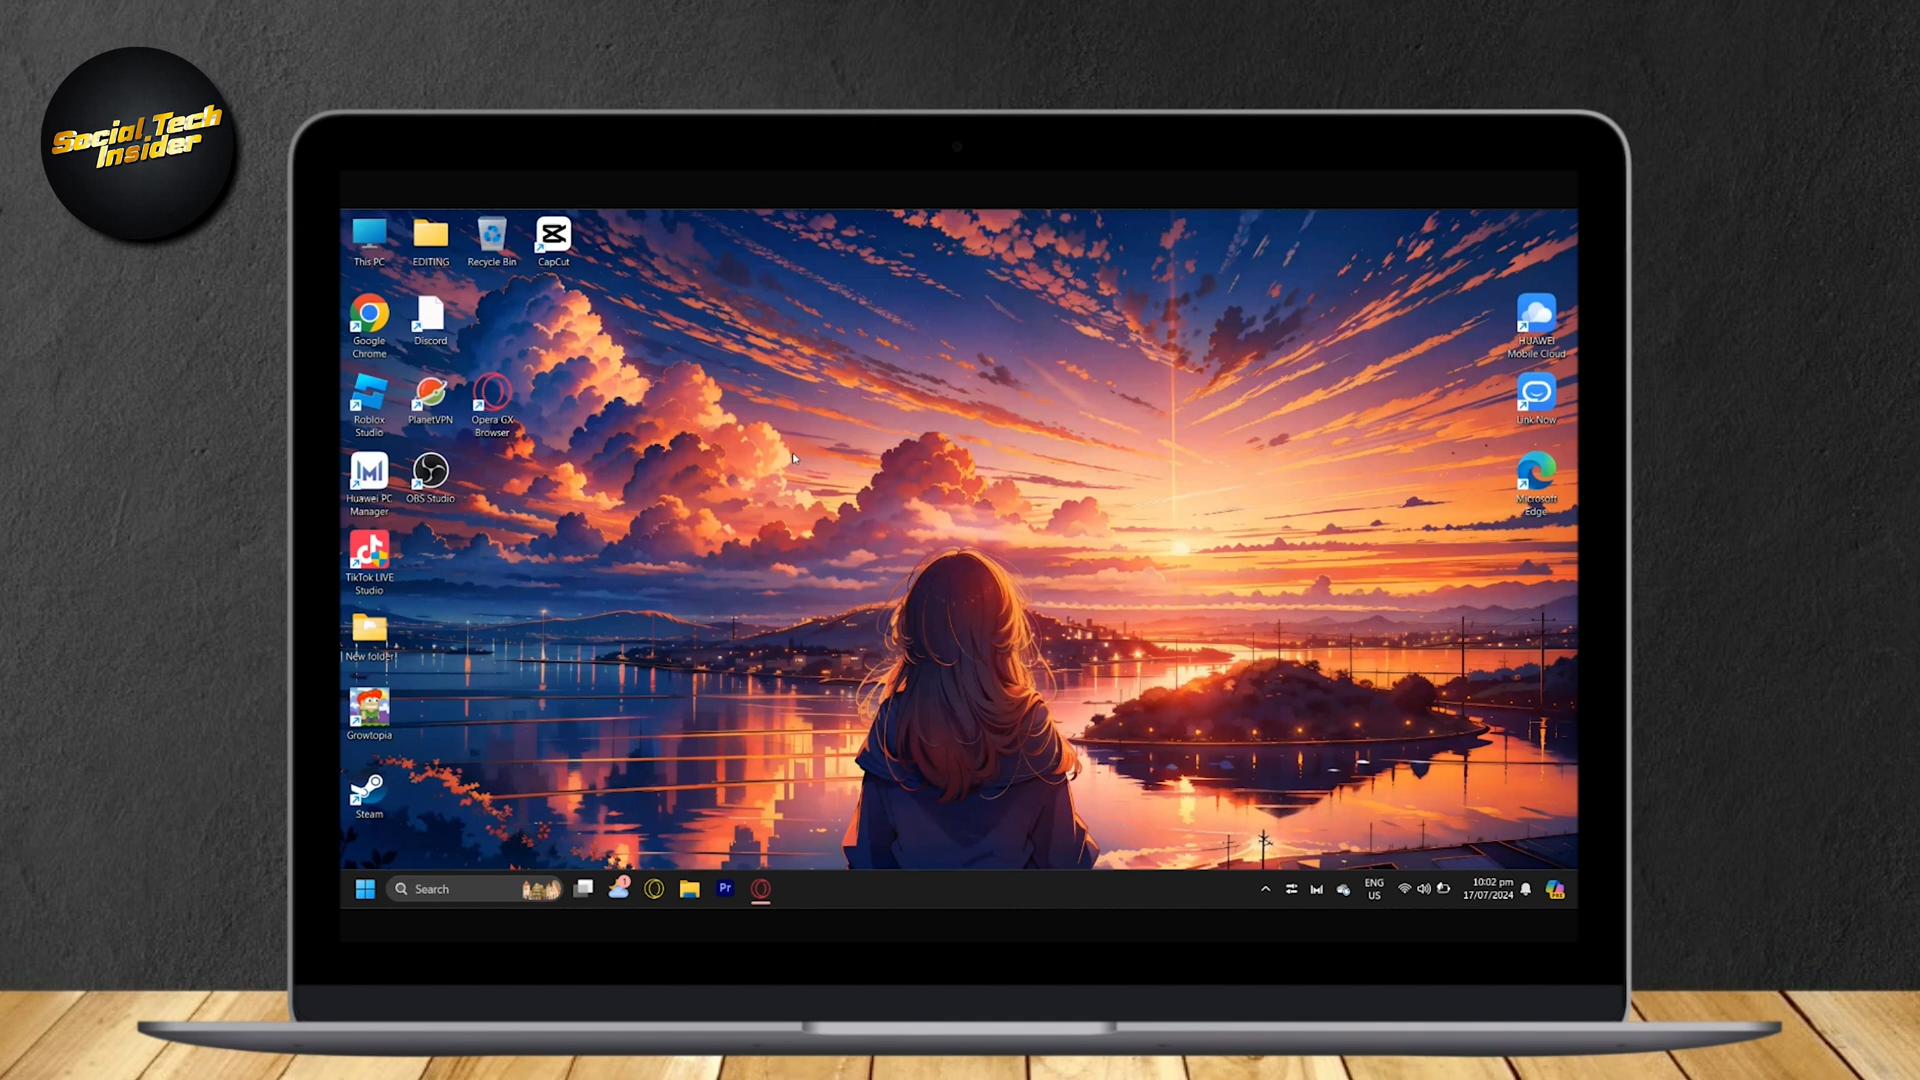 Social Tech
Insider
This PC
EDITING
Recycle Bin
CapCut
Google
Chrome
Discord
HUAWEI
Mobile Cloud
Roblox
Studio
PlanetVPN
Opera GX
Browser
Link Now
Huawei PC
Manager
OBS Studio
Microsoft
Edge
TikTok LIVE
Studio
New folder
Growtopia
Steam
Search
1
Pr
ENG
US
10:02 pm
17/07/2024